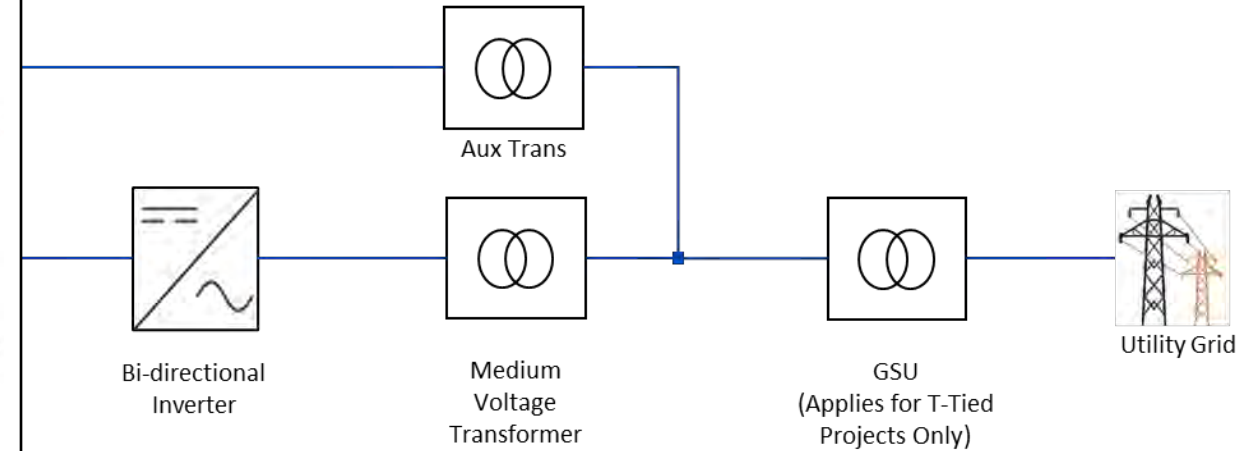 Aux Trans
Utility Grid
Bi-directional
Inverter
Medium
Voltage
Transformer
GSU
(Applies for T-Tied
Projects Only)